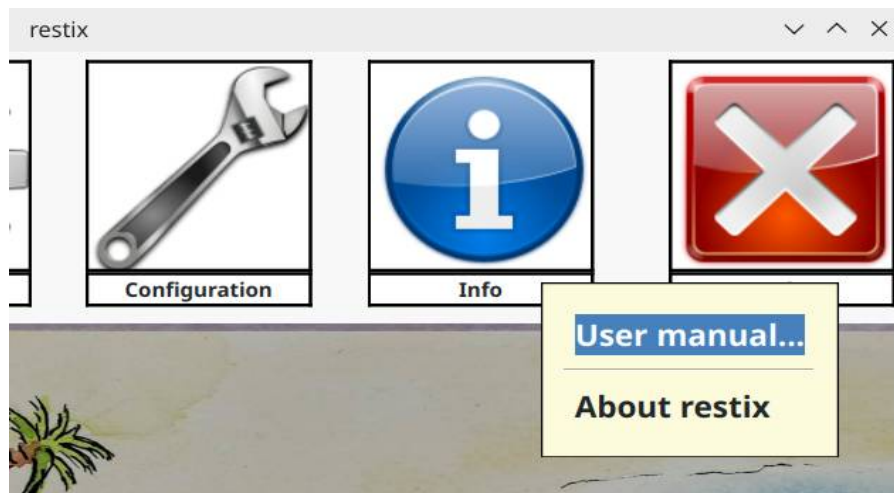 restix
Configuration
Info
User manual...
About restix